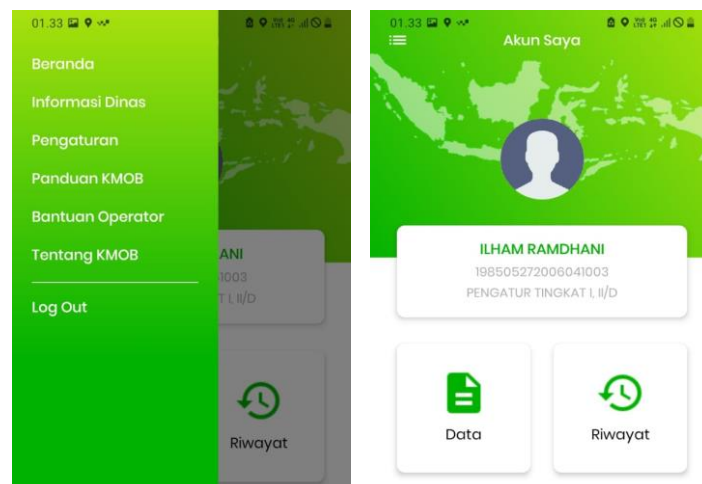 01.33
Beranda
Informasi Dinas
Pengaturan
Panduan KMOB
Bantuan Operator
Tentang KMOB
Log Out
ANI
1003
T I, II/D
Riwayat
01.33
Akun Saya
ILHAM RAMDHANI
198505272006041003
PENGATUR TINGKAT I, II/D
Data
Riwayat